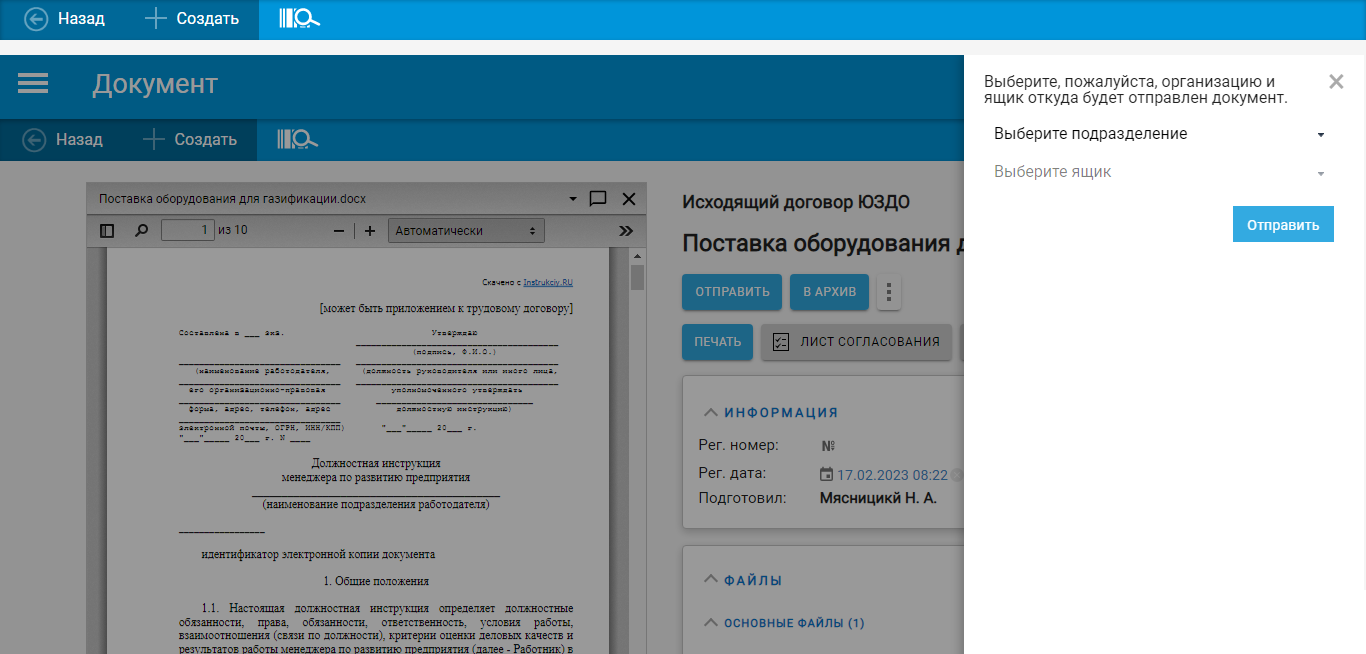 Назад
Создать
Документ
Назад
Создать
Поставка оборудования для газификации.docx
1 из 10
Автоматически
Скачено с Instrukciy.RU
[может быть приложением к трудовому договору]
Составлена в ___ экз. Утверждаю
(подпись, Ф.И.О.)
(наименование работодателя, (должность руководителя или иного лица,
его организационно-правовая уполномоченного утверждать
форма, адрес, телефон, адрес должностную инструкцию)
электронной почты, ОГРН, ИНН/КПП) "___"_____ 20___ г.
"___"_____ 20___ г. N ____
Должностная инструкция
менеджера по развитию предприятия
(наименование подразделения работодателя)
идентификатор электронной копии документа
1. Общие положения
1.1. Настоящая должностная инструкция определяет должностные
обязанности, права, обязанности, ответственность, условия работы,
взаимоотношения (связи по должности), критерии оценки деловых качеств и
результатов работы менеджера по развитию предприятия (далее - Работник) в
Исходящий договор ЮЗДО
Поставка оборудования д
ОТПРАВИТЬ
В АРХИВ
ПЕЧАТЬ
ЛИСТ СОГЛАСОВАНИЯ
ИНФОРМАЦИЯ
Рег. номер: №
Рег. дата: 17.02.2023 08:22
Подготовил: Мясницикй Н. А.
ФАЙЛЫ
ОСНОВНЫЕ ФАЙЛЫ (1)
Выберите, пожалуйста, организацию и
ящик откуда будет отправлен документ.
Выберите подразделение
Выберите ящик
Отправить